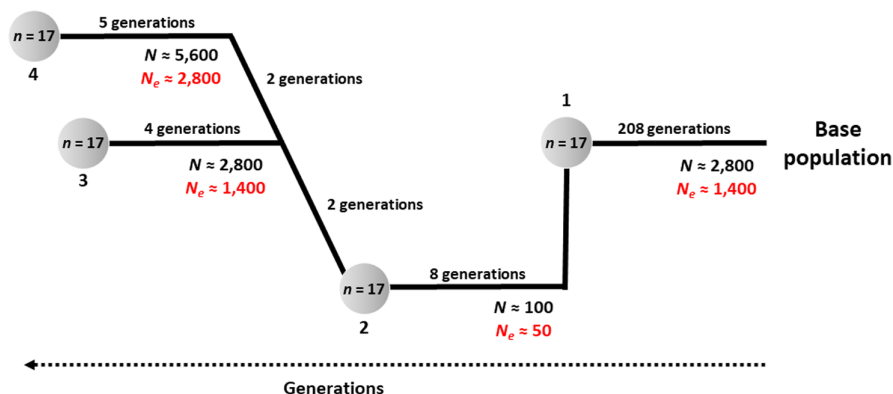 5 generations
n = 17
4
N ≈ 5,600
Nₑ ≈ 2,800
2 generations
4 generations
n = 17
3
N ≈ 2,800
Nₑ ≈ 1,400
2 generations
1
n = 17
208 generations
N ≈ 2,800
Nₑ ≈ 1,400
Base
population
n = 17
2
8 generations
N ≈ 100
Nₑ ≈ 50
Generations